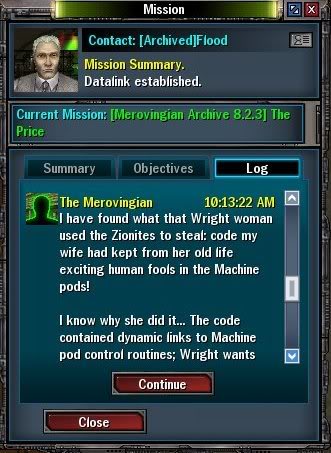 Mission
Contact: [Archived]Flood
Mission Summary.
Datalink established.
Current Mission: [Merovingian Archive 8.2.3] The
Price
Summary
Objectives
Log
The Merovingian 10:13:22 AM
I have found what that Wright woman
used the Zionites to steal: code my
wife had kept from her old life
exciting human fools in the Machine
pods!
I know why she did it... The code
contained dynamic links to Machine
pod control routines; Wright wants
Continue
Close